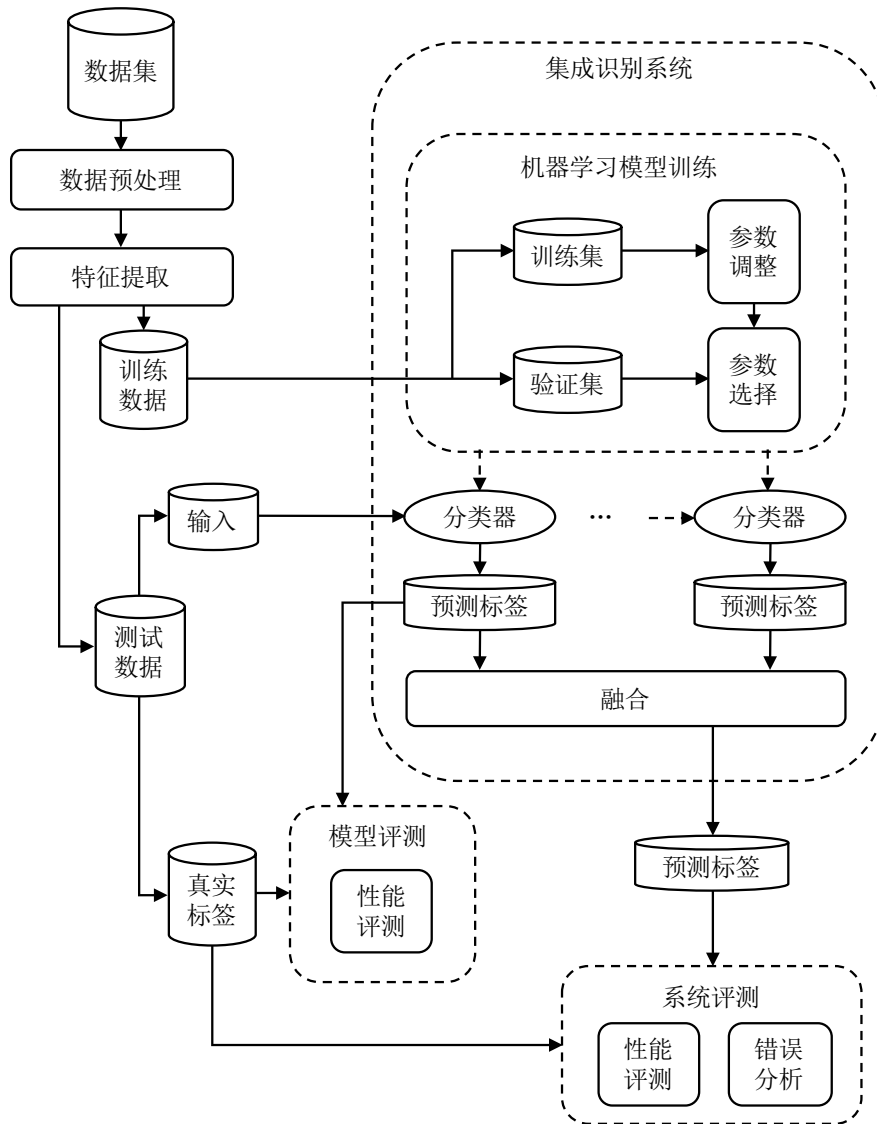 数据集
集成识别系统
数据预处理
机器学习模型训练
特征提取
训练集
参数
调整
训练
数据
验证集
参数
选择
输入
分类器
…
分类器
测试
数据
预测标签
预测标签
融合
模型评测
真实
标签
性能
评测
预测标签
系统评测
性能
评测
错误
分析